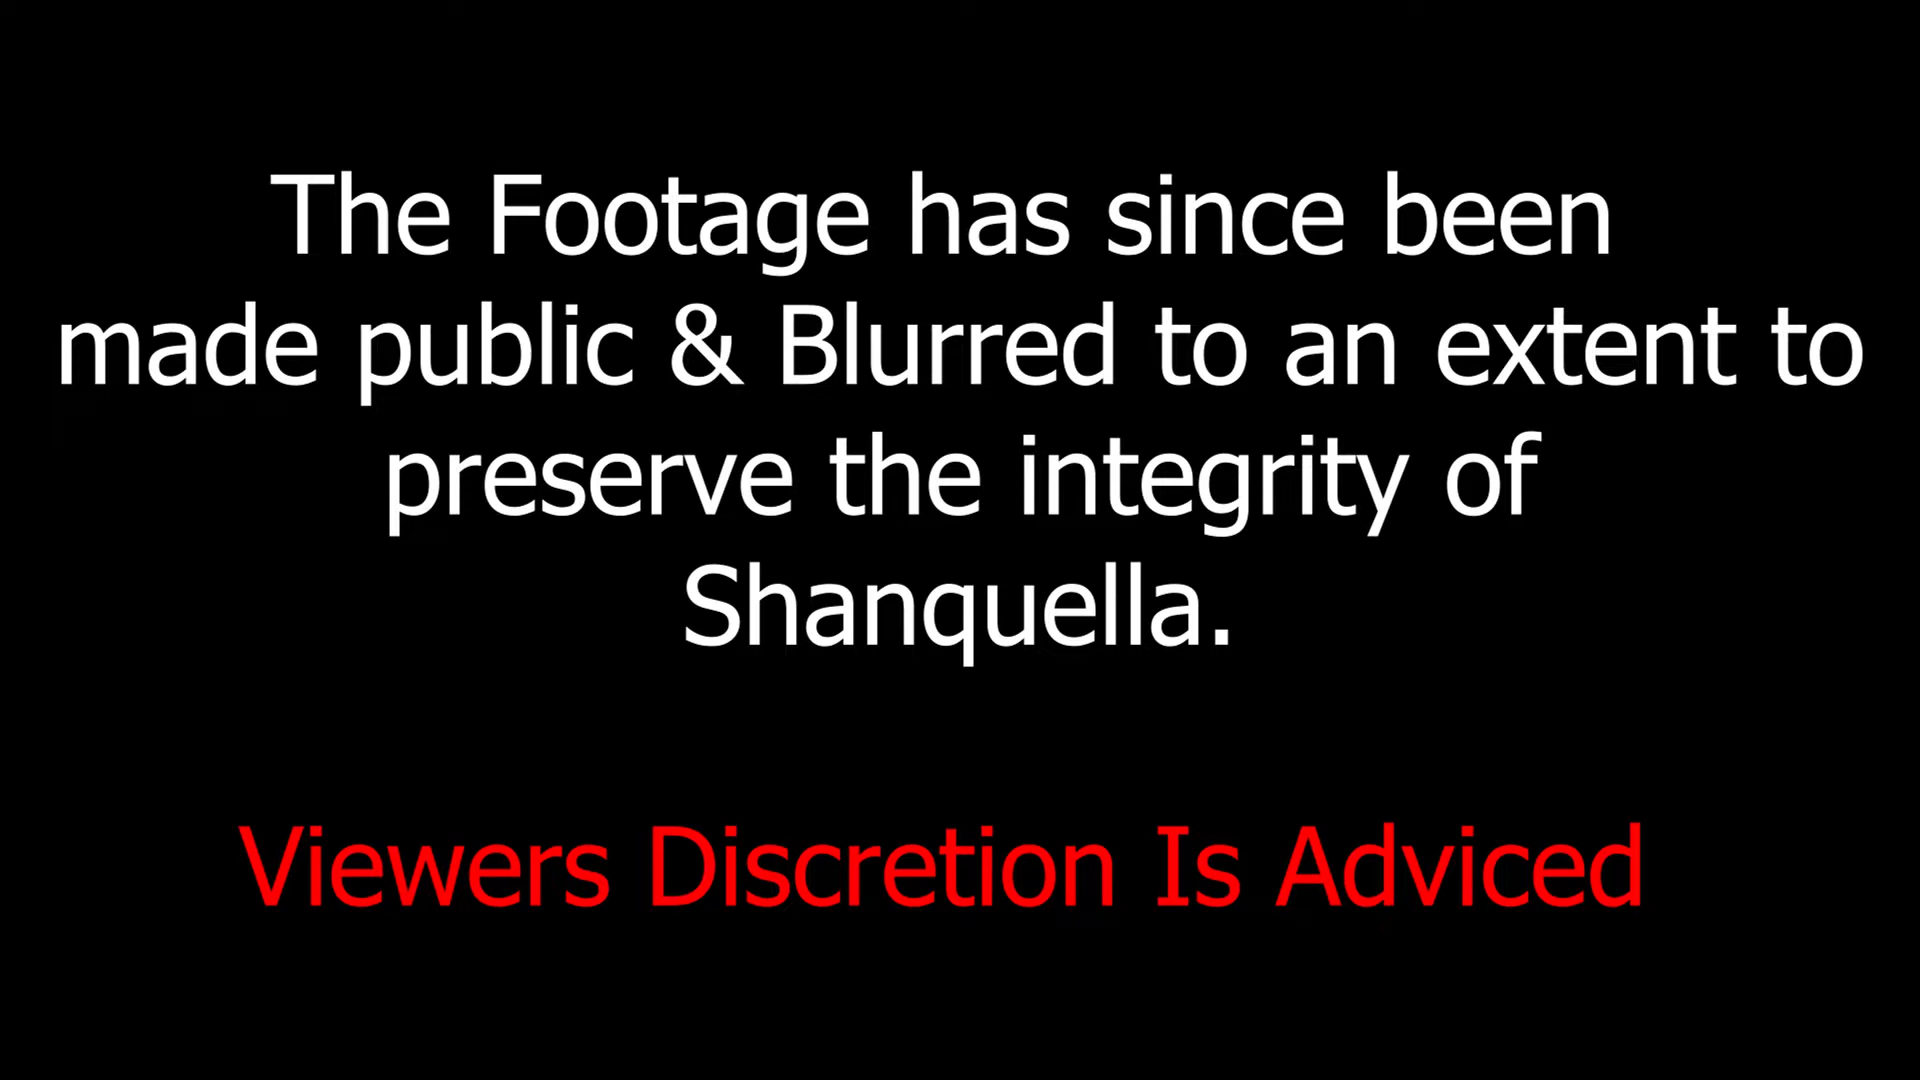 The Footage has since been
made public & Blurred to an extent to
preserve the integrity of
Shanquella.
Viewers Discretion Is Adviced